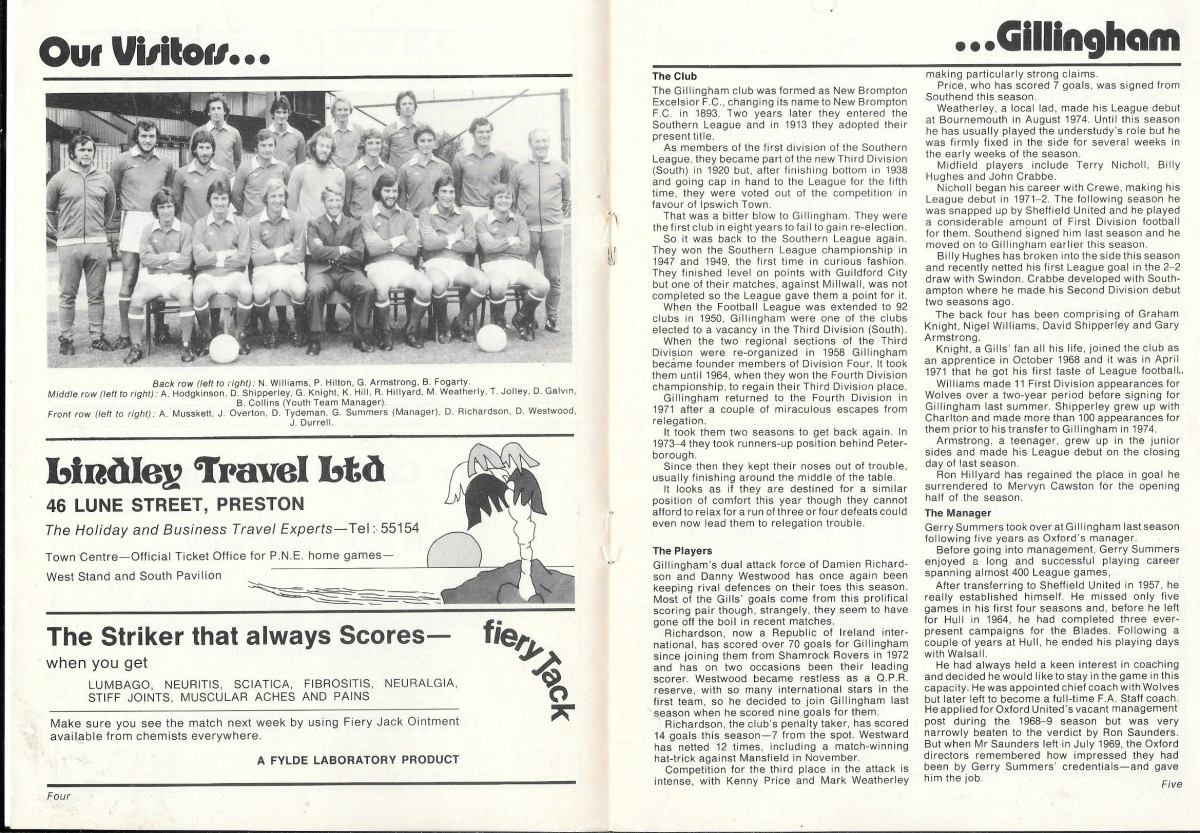 Our Visitors...
Back row (left to right): N. Williams, P. Hilton, G. Armstrong, B. Fogarty.
Middle row (left to right): A. Hodgkinson, D. Shipperley, G. Knight, K. Hill, R. Hillyard, M. Weatherly, T. Jolley, D. Galvin,
B. Collins (Youth Team Manager).
Front row (left to right): A. Musskett, J. Overton, D. Tydeman, G. Summers (Manager), D. Richardson, D. Westwood,
J. Durrell.
Lindley Travel Ltd
46 LUNE STREET, PRESTON
The Holiday and Business Travel Experts—Tel: 55154
Town Centre—Official Ticket Office for P.N.E. home games—
West Stand and South Pavilion
The Striker that always Scores—
when you get
LUMBAGO, NEURITIS, SCIATICA, FIBROSITIS, NEURALGIA,
STIFF JOINTS, MUSCULAR ACHES AND PAINS
fiery Jack
Make sure you see the match next week by using Fiery Jack Ointment
available from chemists everywhere.
A FYLDE LABORATORY PRODUCT
Four
...Gillingham
The Club
The Gillingham club was formed as New Brompton
Excelsior F.C., changing its name to New Brompton
F.C. in 1893. Two years later they entered the
Southern League and in 1913 they adopted their
present title.
As members of the first division of the Southern
League, they became part of the new Third Division
(South) in 1920 but, after finishing bottom in 1938
and going cap in hand to the League for the fifth
time, they were voted out of the competition in
favour of Ipswich Town.
That was a bitter blow to Gillingham. They were
the first club in eight years to fail to gain re-election.
So it was back to the Southern League again.
They won the Southern League championship in
1947 and 1949, the first time in curious fashion.
They finished level on points with Guildford City
but one of their matches, against Millwall, was not
completed so the League gave them a point for it.
When the Football League was extended to 92
clubs in 1950, Gillingham were one of the clubs
elected to a vacancy in the Third Division (South).
When the two regional sections of the Third
Division were re-organized in 1958 Gillingham
became founder members of Division Four. It took
them until 1964, when they won the Fourth Division
championship, to regain their Third Division place.
Gillingham returned to the Fourth Division in
1971 after a couple of miraculous escapes from
relegation.
It took them two seasons to get back again. In
1973–4 they took runners-up position behind Peter-
borough.
Since then they kept their noses out of trouble,
usually finishing around the middle of the table.
It looks as if they are destined for a similar
position of comfort this year though they cannot
afford to relax for a run of three or four defeats could
even now lead them to relegation trouble.
The Players
Gillingham's dual attack force of Damien Richard-
son and Danny Westwood has once again been
keeping rival defences on their toes this season.
Most of the Gills' goals come from this prolifical
scoring pair though, strangely, they seem to have
gone off the boil in recent matches.
Richardson, now a Republic of Ireland inter-
national, has scored over 70 goals for Gillingham
since joining them from Shamrock Rovers in 1972
and has on two occasions been their leading
scorer. Westwood became restless as a Q.P.R.
reserve, with so many international stars in the
first team, so he decided to join Gillingham last
season when he scored nine goals for them.
Richardson, the club's penalty taker, has scored
14 goals this season—7 from the spot. Westward
has netted 12 times, including a match-winning
hat-trick against Mansfield in November.
Competition for the third place in the attack is
intense, with Kenny Price and Mark Weatherley
making particularly strong claims.
Price, who has scored 7 goals, was signed from
Southend this season.
Weatherley, a local lad, made his League debut
at Bournemouth in August 1974. Until this season
he has usually played the understudy's role but he
was firmly fixed in the side for several weeks in
the early weeks of the season.
Midfield players include Terry Nicholl, Billy
Hughes and John Crabbe.
Nicholl began his career with Crewe, making his
League debut in 1971–2. The following season he
was snapped up by Sheffield United and he played
a considerable amount of First Division football
for them. Southend signed him last season and he
moved on to Gillingham earlier this season.
Billy Hughes has broken into the side this season
and recently netted his first League goal in the 2–2
draw with Swindon. Crabbe developed with South-
ampton where he made his Second Division debut
two seasons ago.
The back four has been comprising of Graham
Knight, Nigel Williams, David Shipperley and Gary
Armstrong.
Knight, a Gills' fan all his life, joined the club as
an apprentice in October 1968 and it was in April
1971 that he got his first taste of League football.
Williams made 11 First Division appearances for
Wolves over a two-year period before signing for
Gillingham last summer. Shipperley grew up with
Charlton and made more than 100 appearances for
them prior to his transfer to Gillingham in 1974.
Armstrong, a teenager, grew up in the junior
sides and made his League debut on the closing
day of last season.
Ron Hillyard has regained the place in goal he
surrendered to Mervyn Cawston for the opening
half of the season.
The Manager
Gerry Summers took over at Gillingham last season
following five years as Oxford's manager.
Before going into management, Gerry Summers
enjoyed a long and successful playing career
spanning almost 400 League games,
After transferring to Sheffield United in 1957, he
really established himself. He missed only five
games in his first four seasons and, before he left
for Hull in 1964, he had completed three ever-
present campaigns for the Blades. Following a
couple of years at Hull, he ended his playing days
with Walsall.
He had always held a keen interest in coaching
and decided he would like to stay in the game in this
capacity. He was appointed chief coach with Wolves
but later left to become a full-time F.A. Staff coach.
He applied for Oxford United's vacant management
post during the 1968–9 season but was very
narrowly beaten to the verdict by Ron Saunders.
But when Mr Saunders left in July 1969, the Oxford
directors remembered how impressed they had
been by Gerry Summers' credentials—and gave
him the job.
Five